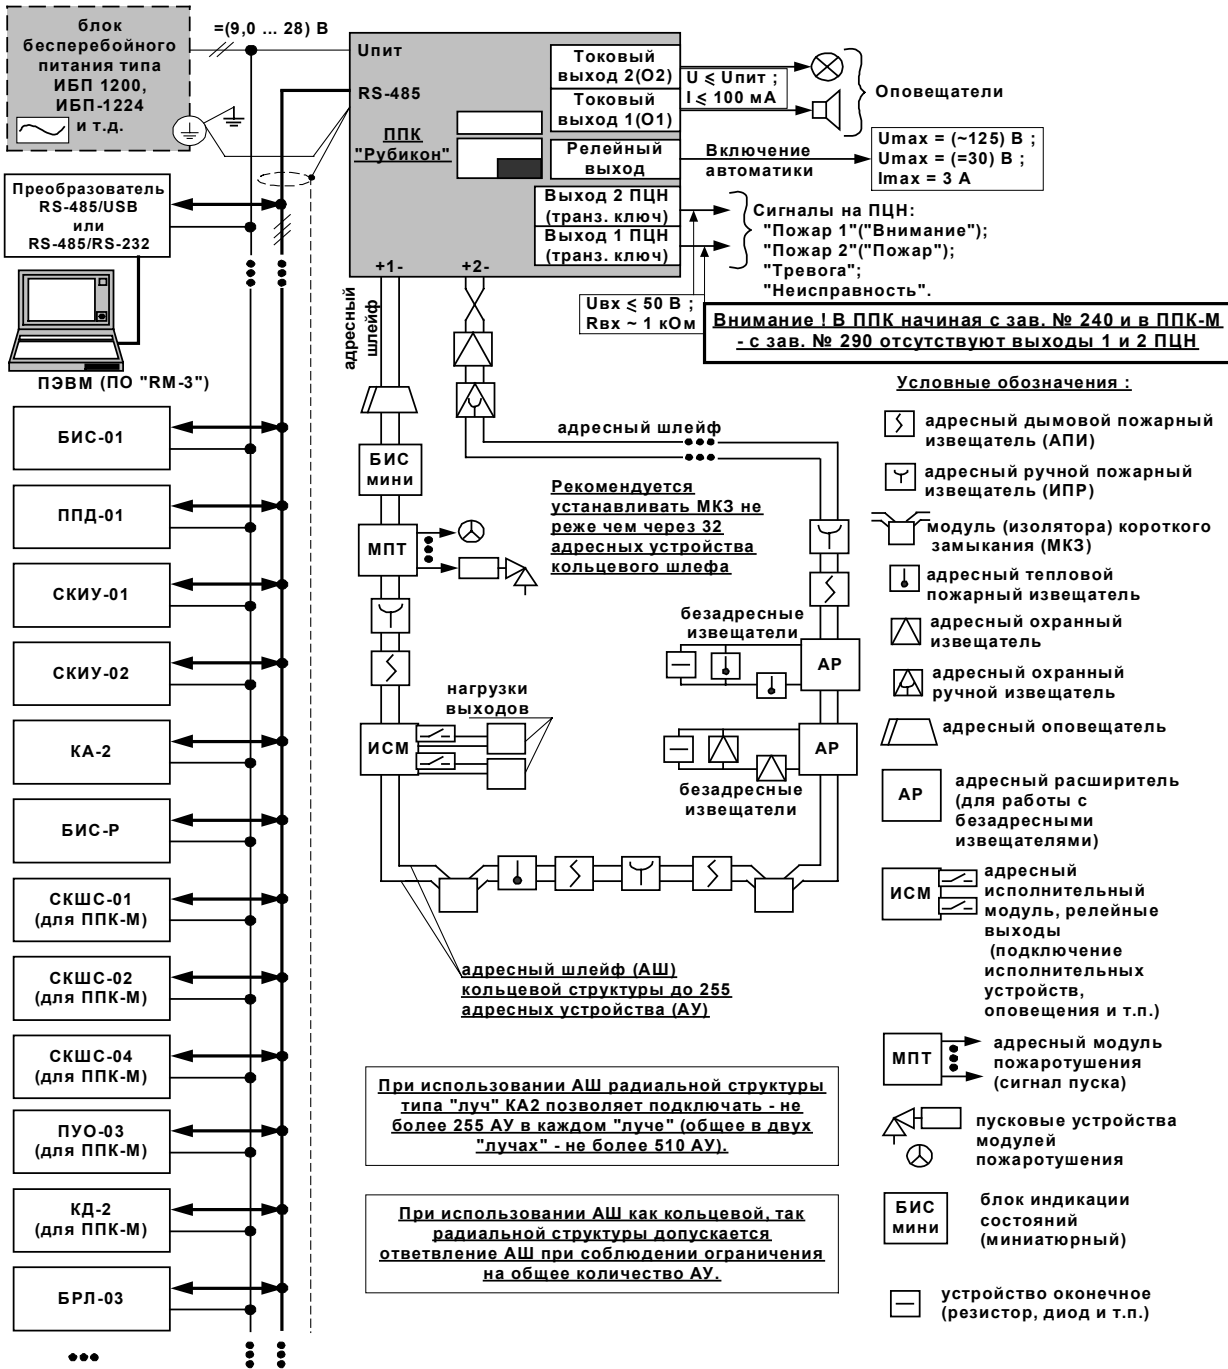 блок
бесперебойного
питания типа
ИБП 1200,
ИБП-1224
и т.д.
=(9,0 ... 28) В
Uпит
RS-485
ППК
"Рубикон"
Токовый
выход 2(О2)
Токовый
выход 1(О1)
Релейный
выход
Выход 2 ПЦН
(транз. ключ)
Выход 1 ПЦН
(транз. ключ)
+1-
+2-
U ⩽ Uпит ;
I ⩽ 100 мА
Оповещатели
Включение
автоматики
Umax = (~125) В ;
Umax = (=30) В ;
Imax = 3 А
Сигналы на ПЦН:
"Пожар 1"("Внимание");
"Пожар 2"("Пожар");
"Тревога";
"Неисправность".
Uвх ⩽ 50 В ;
Rвх ~ 1 кОм
Внимание ! В ППК начиная с зав. № 240 и в ППК-М
- с зав. № 290 отсутствуют выходы 1 и 2 ПЦН
Преобразователь
RS-485/USB
или
RS-485/RS-232
ПЭВМ (ПО "RM-3")
БИС-01
ППД-01
СКИУ-01
СКИУ-02
КА-2
БИС-Р
СКШС-01
(для ППК-М)
СКШС-02
(для ППК-М)
СКШС-04
(для ППК-М)
ПУО-03
(для ППК-М)
КД-2
(для ППК-М)
БРЛ-03
адресный
шлейф
БИС
мини
МПТ
ИСМ
нагрузки
выходов
адресный шлейф
Рекомендуется
устанавливать МКЗ не
реже чем через 32
адресных устройства
кольцевого шлефа
безадресные
извещатели
АР
АР
безадресные
извещатели
адресный шлейф (АШ)
кольцевой структуры до 255
адресных устройства (АУ)
При использовании АШ радиальной структуры
типа "луч" КА2 позволяет подключать - не
более 255 АУ в каждом "луче" (общее в двух
"лучах" - не более 510 АУ).
При использовании АШ как кольцевой, так
радиальной структуры допускается
ответвление АШ при соблюдении ограничения
на общее количество АУ.
Условные обозначения :
адресный дымовой пожарный
извещатель (АПИ)
адресный ручной пожарный
извещатель (ИПР)
модуль (изолятора) короткого
замыкания (МКЗ)
адресный тепловой
пожарный извещатель
адресный охранный
извещатель
адресный охранный
ручной извещатель
адресный оповещатель
АР
адресный расширитель
(для работы с
безадресными
извещателями)
ИСМ
адресный
исполнительный
модуль, релейные
выходы
(подключение
исполнительных
устройств,
оповещения и т.п.)
МПТ
адресный модуль
пожаротушения
(сигнал пуска)
пусковые устройства
модулей
пожаротушения
БИС
мини
блок индикации
состояний
(миниатюрный)
устройство оконечное
(резистор, диод и т.п.)